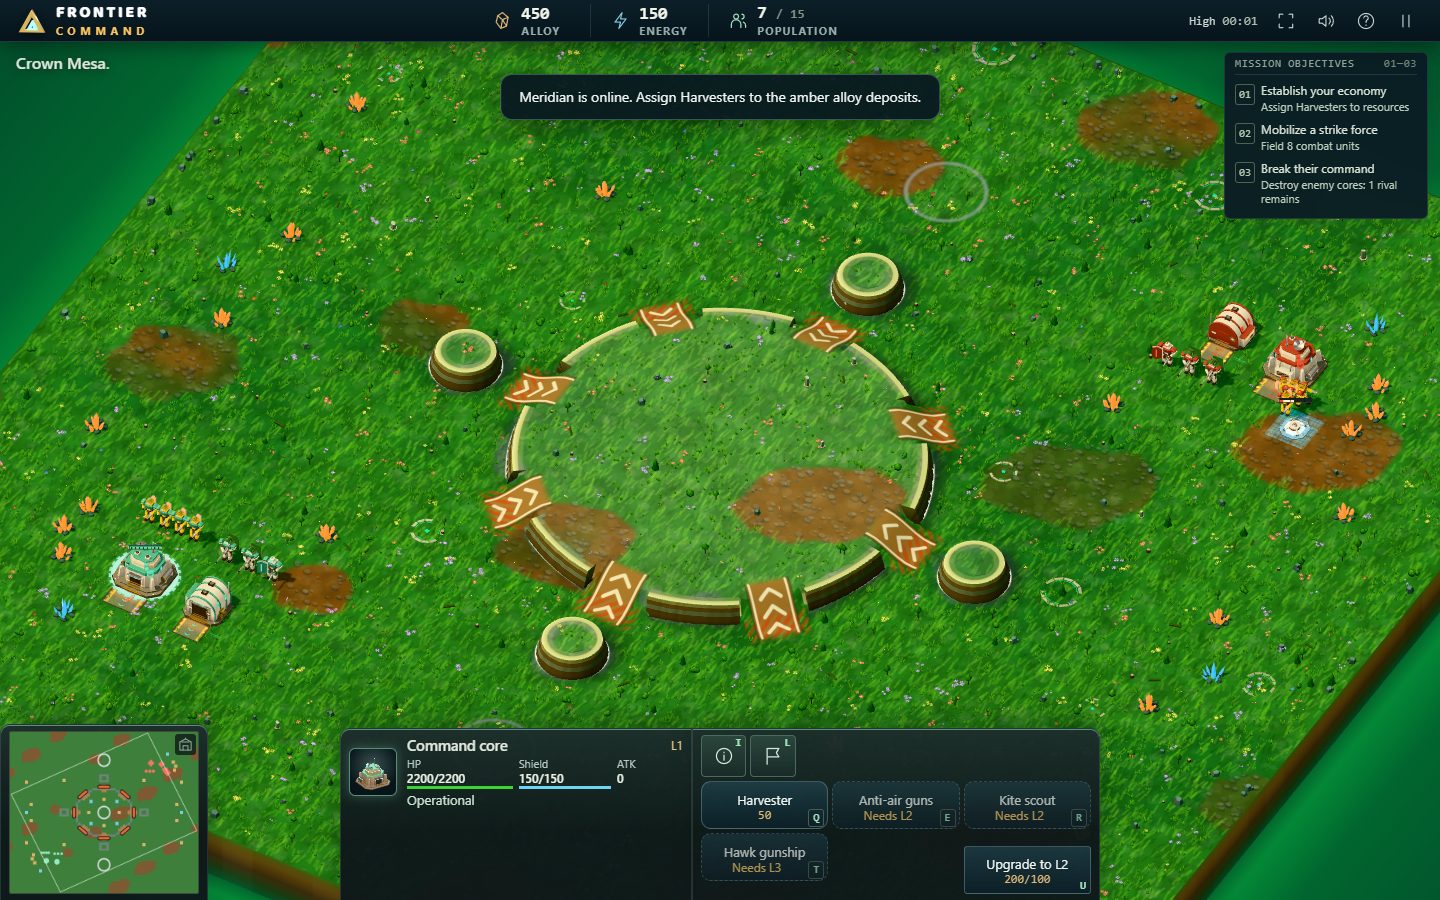 FRONTIER
COMMAND
450
ALLOY
150
ENERGY
7 / 15
POPULATION
High 00:01
Crown Mesa.
Meridian is online. Assign Harvesters to the amber alloy deposits.
MISSION OBJECTIVES 01—03
01 Establish your economy
Assign Harvesters to resources
02 Mobilize a strike force
Field 8 combat units
03 Break their command
Destroy enemy cores: 1 rival
remains
Command core L1
HP Shield ATK
2200/2200 150/150 0
Operational
I L
Harvester
50 Q
Anti-air guns
Needs L2 E
Kite scout
Needs L2 R
Hawk gunship
Needs L3 T
Upgrade to L2
200/100 U